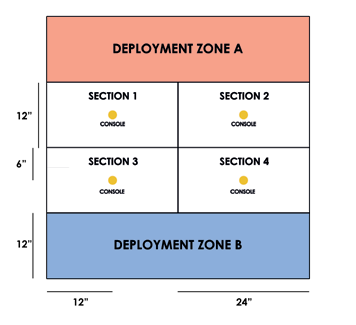 DEPLOYMENT ZONE A
SECTION 1
SECTION 2
CONSOLE
CONSOLE
12”
6”
SECTION 3
SECTION 4
CONSOLE
CONSOLE
12”
DEPLOYMENT ZONE B
12”
24”